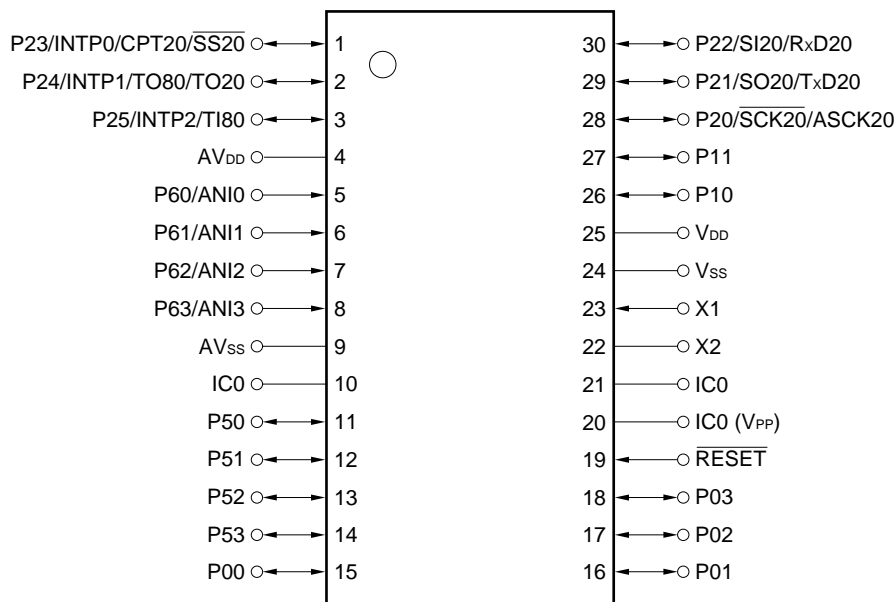 P23/INTP0/CPT20/S̅S̅2̅0̅ 1 30 P22/SI20/RxD20
P24/INTP1/TO80/TO20 2 29 P21/SO20/TxD20
P25/INTP2/TI80 3 28 P20/S̅C̅K̅2̅0̅/ASCK20
AVDD 4 27 P11
P60/ANI0 5 26 P10
P61/ANI1 6 25 VDD
P62/ANI2 7 24 VSS
P63/ANI3 8 23 X1
AVSS 9 22 X2
IC0 10 21 IC0
P50 11 20 IC0 (VPP)
P51 12 19 R̅E̅S̅E̅T̅
P52 13 18 P03
P53 14 17 P02
P00 15 16 P01